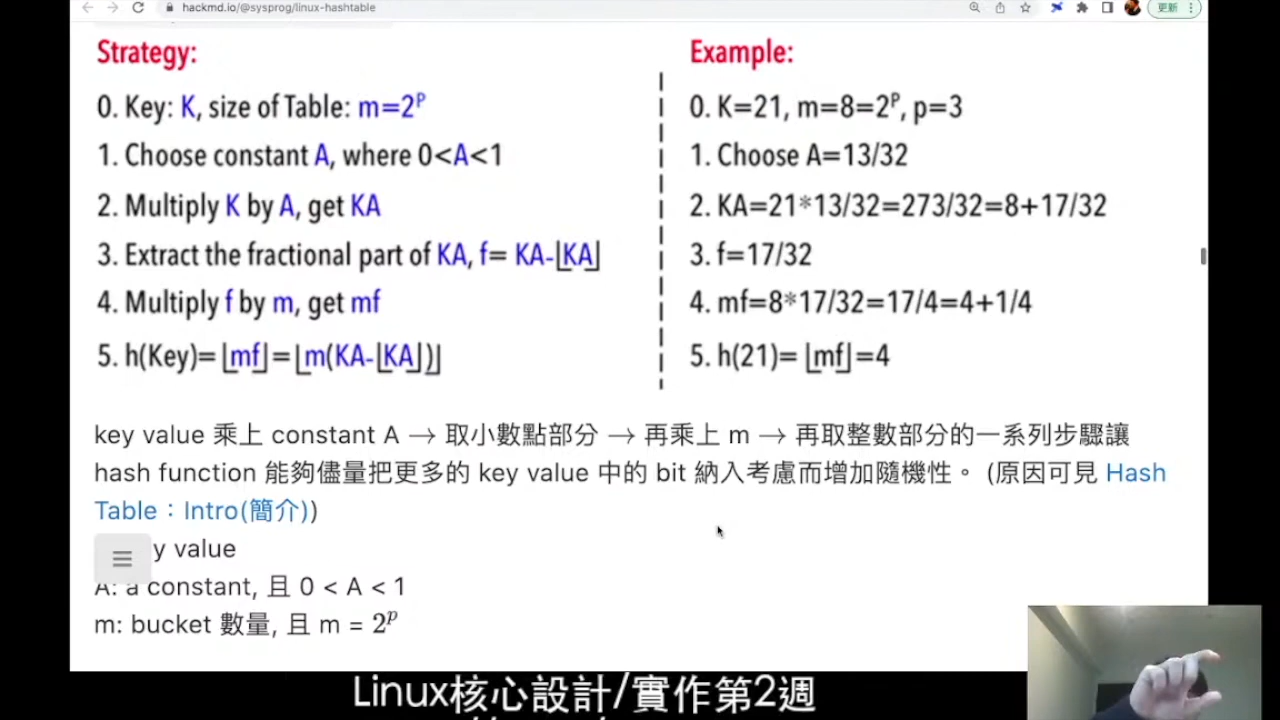 hackmd.io/@sysprog/linux-hashtable
更新
Strategy:
0. Key: K, size of Table: m=2ᴾ
1. Choose constant A, where 0<A<1
2. Multiply K by A, get KA
3. Extract the fractional part of KA, f= KA-⌊KA⌋
4. Multiply f by m, get mf
5. h(Key)= ⌊mf⌋=⌊m(KA-⌊KA⌋)⌋
Example:
0. K=21, m=8=2ᴾ, p=3
1. Choose A=13/32
2. KA=21*13/32=273/32=8+17/32
3. f=17/32
4. mf=8*17/32=17/4=4+1/4
5. h(21)= ⌊mf⌋=4
key value 乘上 constant A → 取小數點部分 → 再乘上 m → 再取整數部分的一系列步驟讓
hash function 能夠儘量把更多的 key value 中的 bit 納入考慮而增加隨機性。 (原因可見 Hash
Table：Intro(簡介))
y value
A: a constant, 且 0 < A < 1
m: bucket 數量, 且 m = 2ᵖ
Linux核心設計/實作第2週